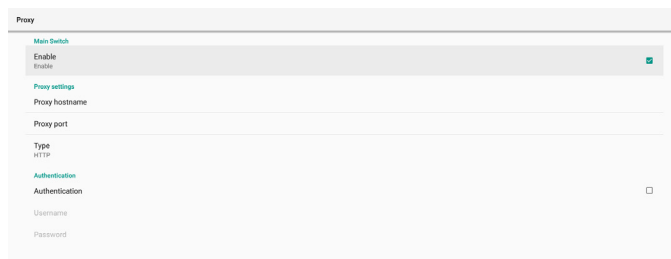 Proxy
Main Switch
Enable
Enable
Proxy settings
Proxy hostname
Proxy port
Type
HTTP
Authentication
Authentication
Username
Password